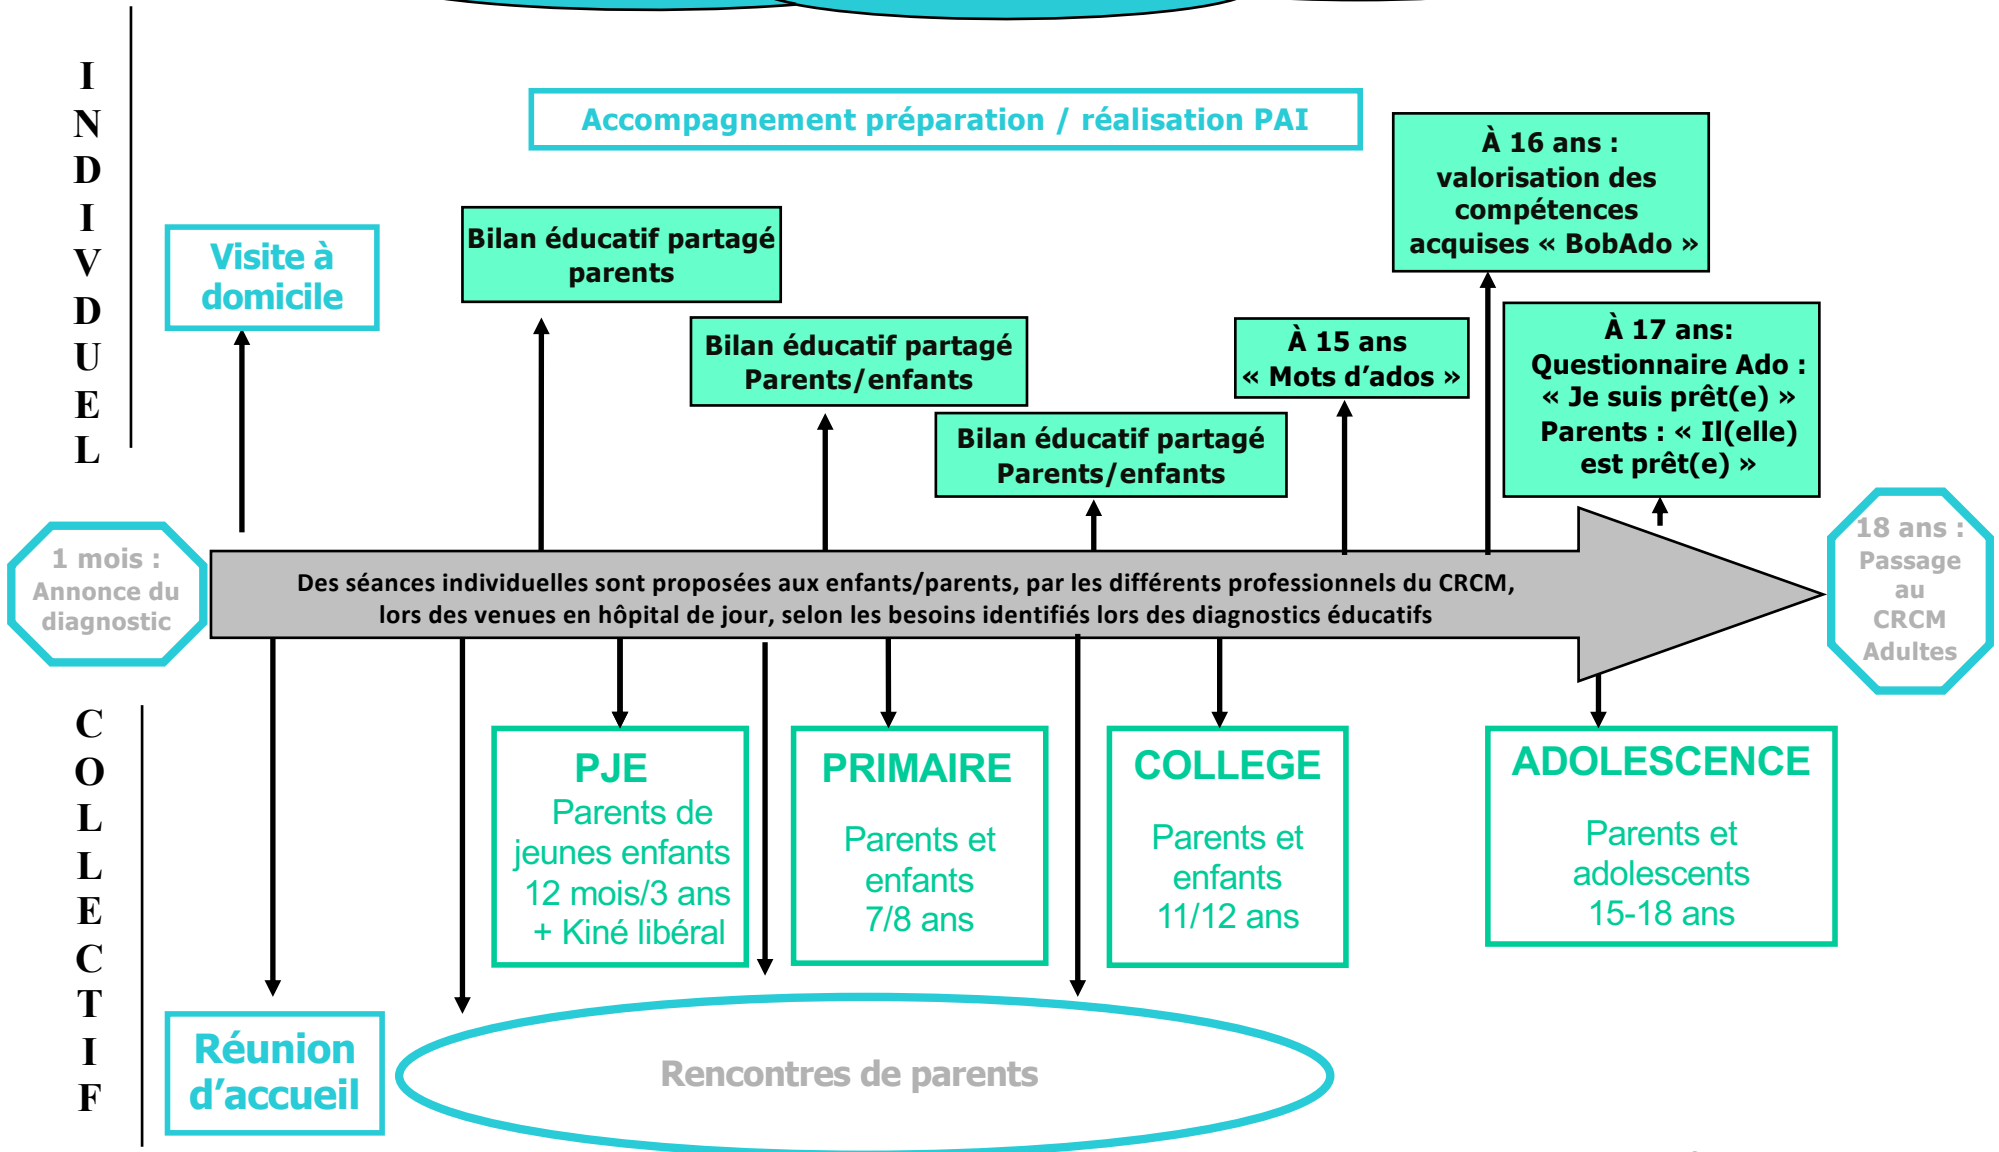 INDIVDUEL
Accompagnement préparation / réalisation PAI
À 16 ans :
valorisation des
compétences
acquises « BobAdo »
Visite à
domicile
Bilan éducatif partagé
parents
Bilan éducatif partagé
Parents/enfants
Bilan éducatif partagé
Parents/enfants
À 15 ans
« Mots d’ados »
À 17 ans:
Questionnaire Ado :
« Je suis prêt(e) »
Parents : « Il(elle)
est prêt(e) »
1 mois :
Annonce du
diagnostic
Des séances individuelles sont proposées aux enfants/parents, par les différents professionnels du CRCM,
lors des venues en hôpital de jour, selon les besoins identifiés lors des diagnostics éducatifs
18 ans :
Passage
au
CRCM
Adultes
COLLECTIF
PJE
Parents de
jeunes enfants
12 mois/3 ans
+ Kiné libéral
PRIMAIRE
Parents et
enfants
7/8 ans
COLLEGE
Parents et
enfants
11/12 ans
ADOLESCENCE
Parents et
adolescents
15-18 ans
Réunion
d’accueil
Rencontres de parents